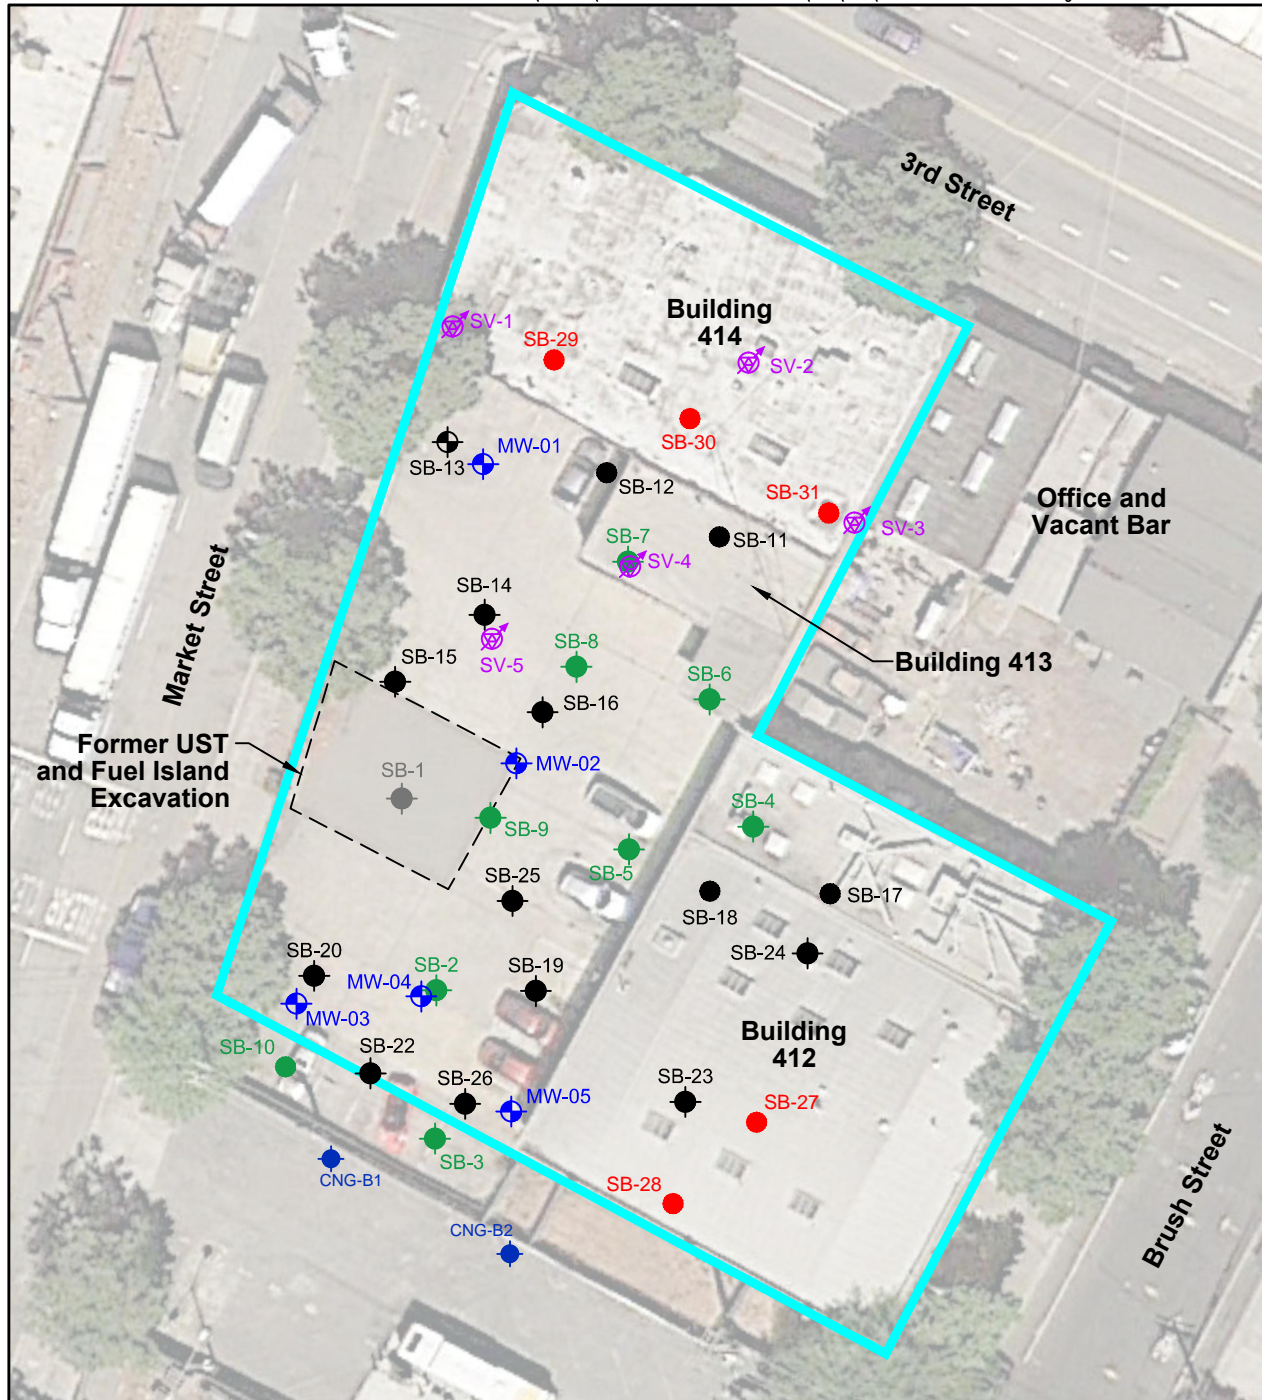 3rd Street
Building
414
SV-1
SB-29
SV-2
SB-30
MW-01
SB-13
SB-12
SB-31
SV-3
Office and
Vacant Bar
SB-11
SB-7
SV-4
Market Street
SB-14
SV-5
SB-8
SB-15
SB-6
Building 413
SB-16
Former UST
and Fuel Island
Excavation
MW-02
SB-1
SB-4
SB-9
SB-5
SB-25
SB-18
SB-17
SB-24
SB-20
SB-2
SB-19
MW-04
MW-03
Building
412
SB-10
SB-22
SB-26
MW-05
SB-23
SB-27
SB-3
CNG-B1
SB-28
Brush Street
CNG-B2